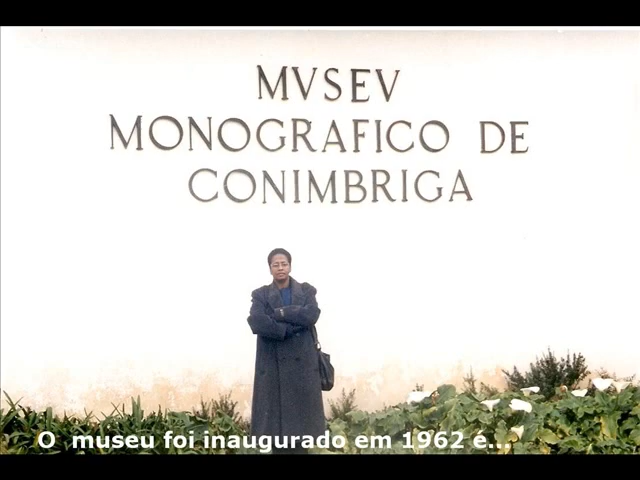 MVSEV
MONOGRAFICO DE
CONIMBRIGA
O museu foi inaugurado em 1962 é...